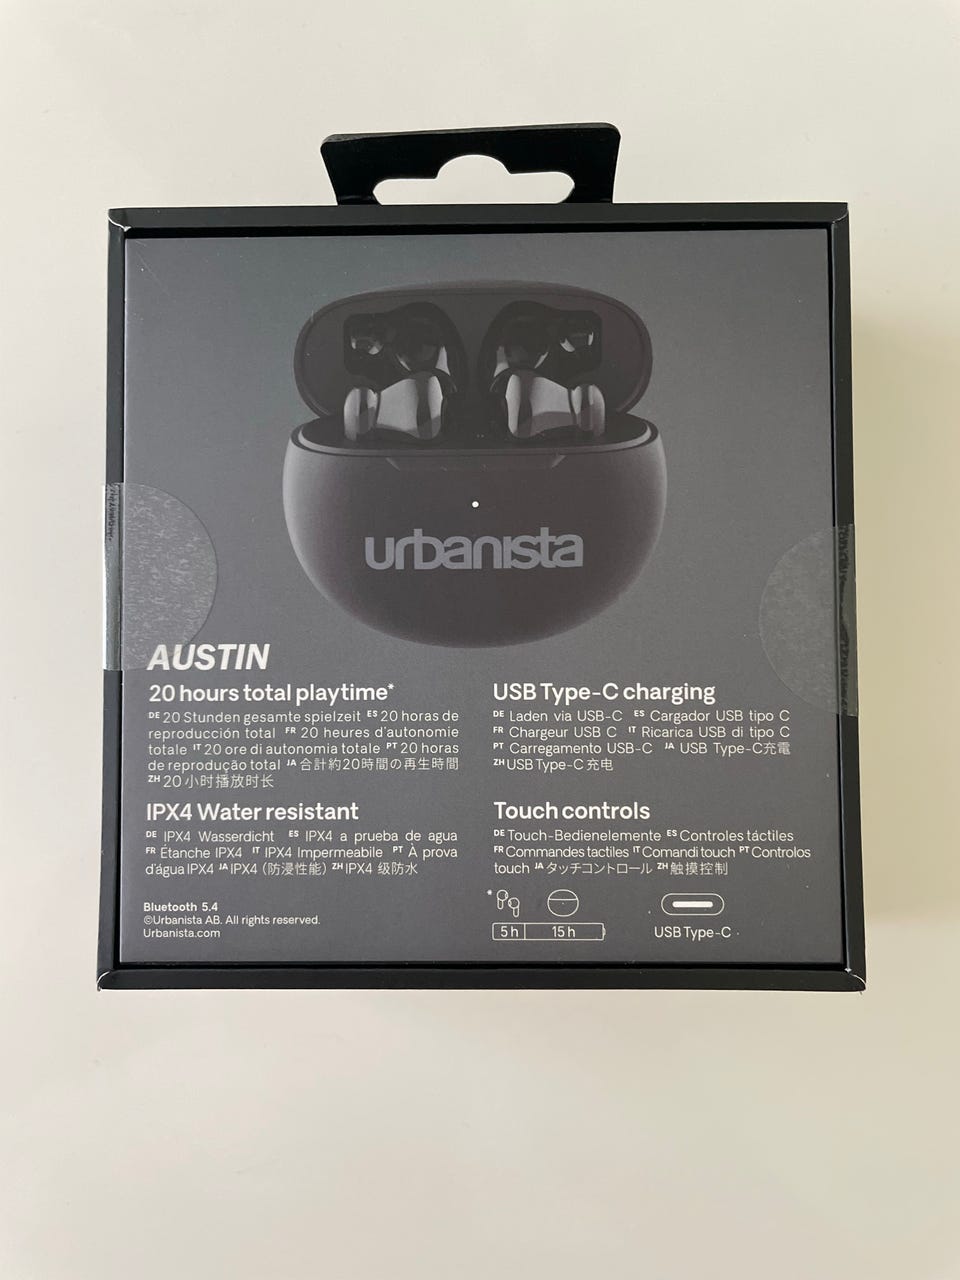 urbanista
AUSTIN
20 hours total playtime*
DE 20 Stunden gesamte spielzeit ES 20 horas de
reproducción total FR 20 heures d'autonomie
totale IT 20 ore di autonomia totale PT 20 horas
de reprodução total JA 合計約20時間の再生時間
ZH 20 小时播放时长
IPX4 Water resistant
DE IPX4 Wasserdicht ES IPX4 a prueba de agua
FR Étanche IPX4 IT IPX4 Impermeabile PT À prova
d'água IPX4 JA IPX4 (防浸性能) ZH IPX4 级防水
Bluetooth 5.4
©Urbanista AB. All rights reserved.
Urbanista.com
USB Type-C charging
DE Laden via USB-C ES Cargador USB tipo C
FR Chargeur USB C IT Ricarica USB di tipo C
PT Carregamento USB-C JA USB Type-C充電
ZH USB Type-C 充电
Touch controls
DE Touch-Bedienelemente ES Controles táctiles
FR Commandes tactiles IT Comandi touch PT Controlos
touch JA タッチコントロール ZH 触摸控制
*
5 h 15 h
USB Type-C